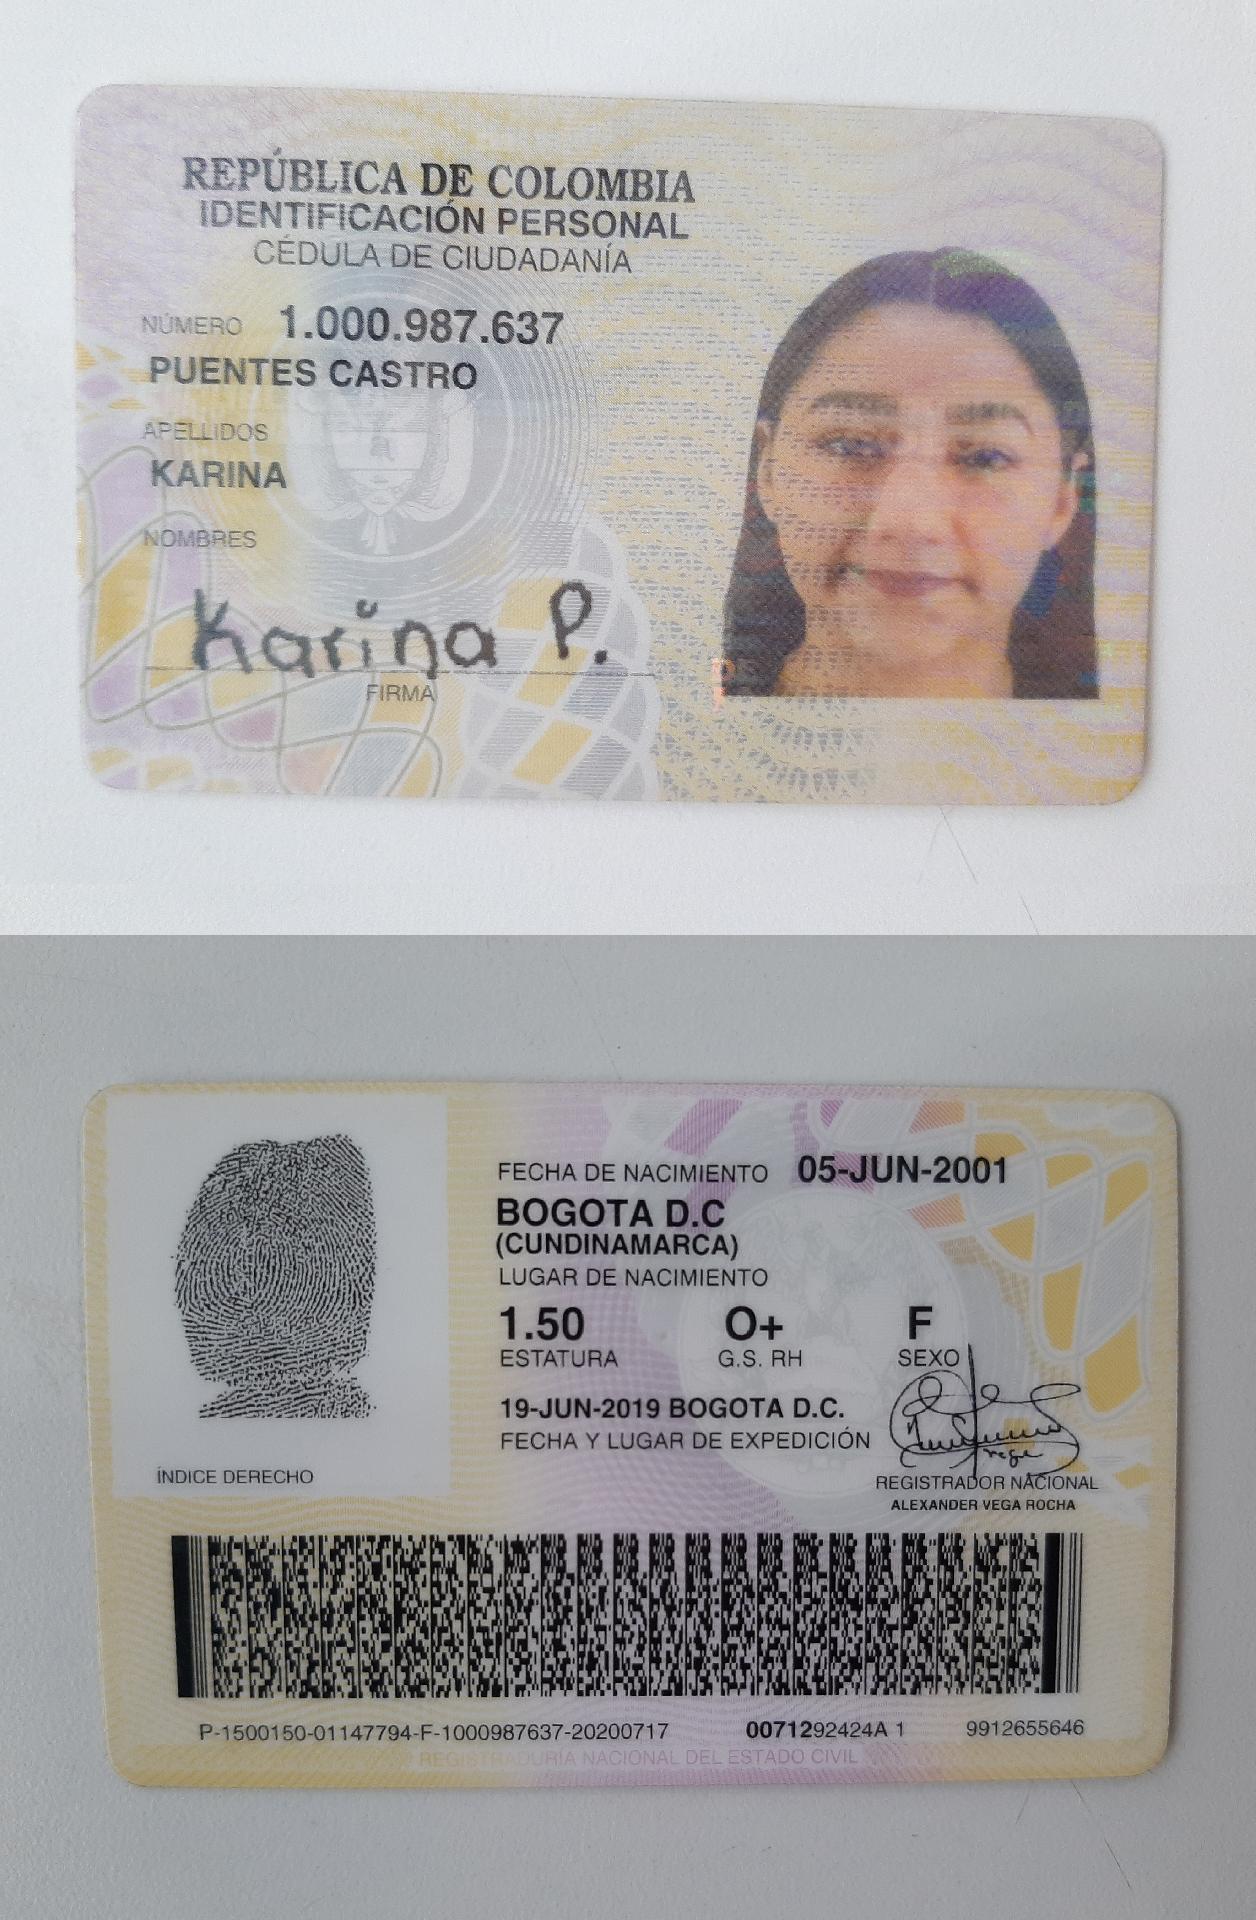 REPÚBLICA DE COLOMBIA
IDENTIFICACIÓN PERSONAL
CÉDULA DE CIUDADANÍA
NÚMERO 1.000.987.637
PUENTES CASTRO
APELLIDOS
KARINA
NOMBRES
Karina P.
FIRMA
FECHA DE NACIMIENTO 05-JUN-2001
BOGOTA D.C
(CUNDINAMARCA)
LUGAR DE NACIMIENTO
1.50 O+ F
ESTATURA G.S. RH SEXO
19-JUN-2019 BOGOTA D.C.
FECHA Y LUGAR DE EXPEDICIÓN
ÍNDICE DERECHO
REGISTRADOR NACIONAL
ALEXANDER VEGA ROCHA
P-1500150-01147794-F-1000987637-20200717 0071292424A 1 9912655646
REGISTRADURÍA NACIONAL DEL ESTADO CIVIL